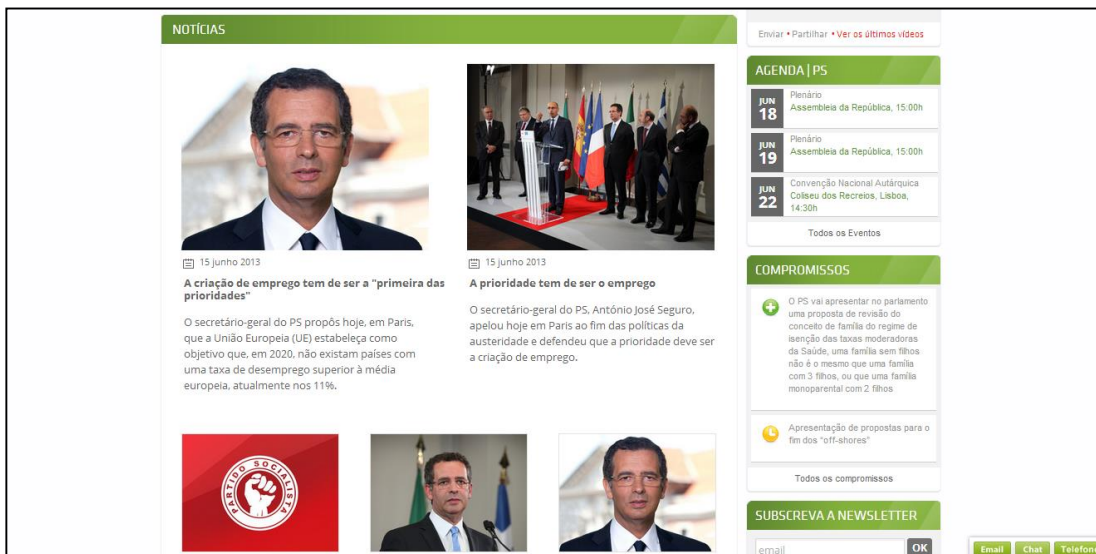 NOTÍCIAS
15 junho 2013
A criação de emprego tem de ser a "primeira das
prioridades"
O secretário-geral do PS propôs hoje, em Paris,
que a União Europeia (UE) estabeleça como
objetivo que, em 2020, não existam países com
uma taxa de desemprego superior à média
europeia, atualmente nos 11%.
15 junho 2013
A prioridade tem de ser o emprego
O secretário-geral do PS, António José Seguro,
apelou hoje em Paris ao fim das políticas da
austeridade e defendeu que a prioridade deve ser
a criação de emprego.
PARTIDO SOCIALISTA
Enviar • Partilhar • Ver os últimos vídeos
AGENDA | PS
JUN
18
Plenário
Assembleia da República, 15:00h
JUN
19
Plenário
Assembleia da República, 15:00h
JUN
22
Convenção Nacional Autárquica
Coliseu dos Recreios, Lisboa,
14:30h
Todos os Eventos
COMPROMISSOS
O PS vai apresentar no parlamento
uma proposta de revisão do
conceito de família do regime de
isenção das taxas moderadoras
da Saúde, uma família sem filhos
não é o mesmo que uma família
com 3 filhos, ou que uma família
monoparental com 2 filhos
Apresentação de propostas para o
fim dos "off-shores"
Todos os compromissos
SUBSCREVA A NEWSLETTER
email
OK
Email
Chat
Telefone